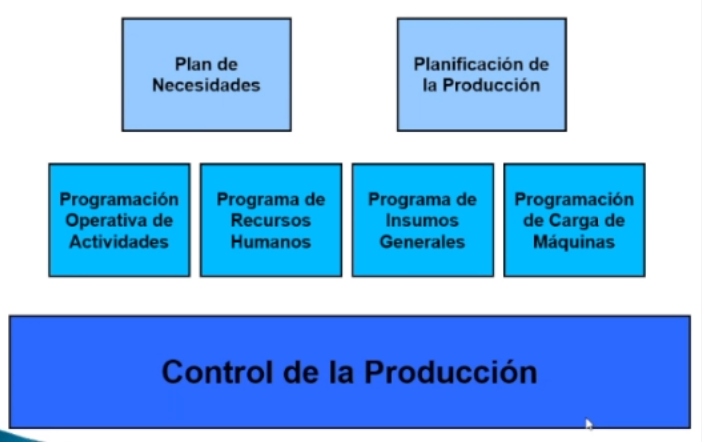 Plan de
Necesidades
Planificación de
la Producción
Programación
Operativa de
Actividades
Programa de
Recursos
Humanos
Programa de
Insumos
Generales
Programación
de Carga de
Máquinas
Control de la Producción